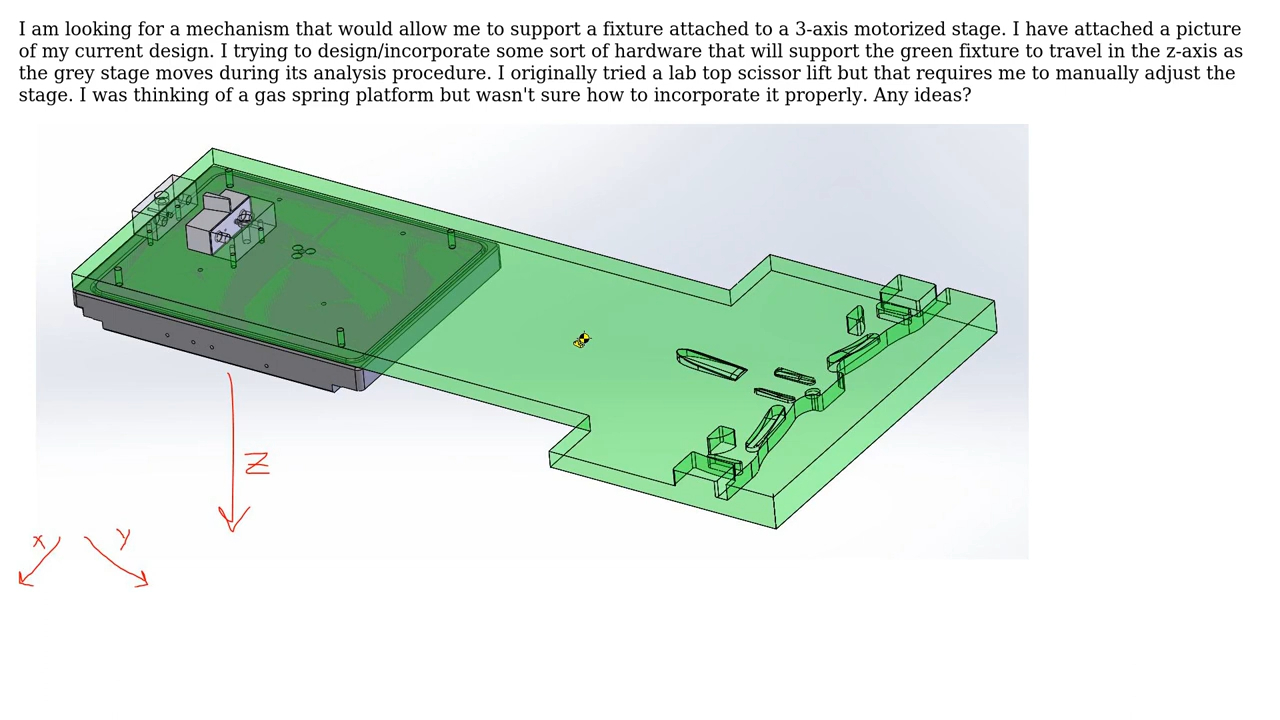 I am looking for a mechanism that would allow me to support a fixture attached to a 3-axis motorized stage. I have attached a picture
of my current design. I trying to design/incorporate some sort of hardware that will support the green fixture to travel in the z-axis as
the grey stage moves during its analysis procedure. I originally tried a lab top scissor lift but that requires me to manually adjust the
stage. I was thinking of a gas spring platform but wasn't sure how to incorporate it properly. Any ideas?
Z
x y